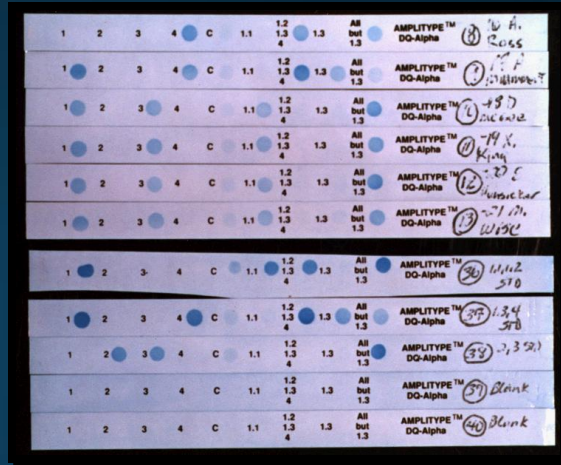 1 2 3 4 C 1.1 1.2 1.3 4 1.3 All but 1.3 AMPLITYPE™ DQ-Alpha 8 A. Ross
1 2 3 4 C 1.1 1.2 1.3 4 1.3 All but 1.3 AMPLITYPE™ DQ-Alpha
1 2 3 4 C 1.1 1.2 1.3 4 1.3 All but 1.3 AMPLITYPE™ DQ-Alpha
1 2 3 4 C 1.1 1.2 1.3 4 1.3 All but 1.3 AMPLITYPE™ DQ-Alpha 11 -19 K. King
1 2 3 4 C 1.1 1.2 1.3 4 1.3 All but 1.3 AMPLITYPE™ DQ-Alpha 12 Hunsicker
1 2 3 4 C 1.1 1.2 1.3 4 1.3 All but 1.3 AMPLITYPE™ DQ-Alpha 13 -21 M. Wise
1 2 3 4 C 1.1 1.2 1.3 4 1.3 All but 1.3 AMPLITYPE™ DQ-Alpha 36 1.1,1.2 STD
1 2 3 4 C 1.1 1.2 1.3 4 1.3 All but 1.3 AMPLITYPE™ DQ-Alpha 37 1.3,4 STD
1 2 3 4 C 1.1 1.2 1.3 4 1.3 All but 1.3 AMPLITYPE™ DQ-Alpha 38 2,3 STD
1 2 3 4 C 1.1 1.2 1.3 4 1.3 All but 1.3 AMPLITYPE™ DQ-Alpha 39 Blank
1 2 3 4 C 1.1 1.2 1.3 4 1.3 All but 1.3 AMPLITYPE™ DQ-Alpha 40 Blank